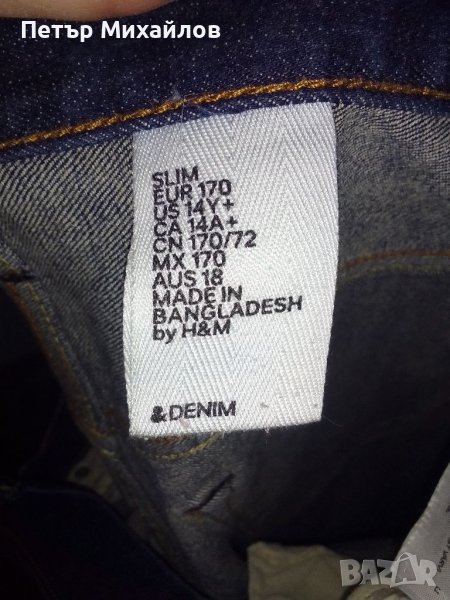 Петър Михайлов
SLIM
EUR 170
US 14Y+
CA 14A+
CN 170/72
MX 170
AUS 18
MADE IN
BANGLADESH
by H&M
&DENIM
BAZAR